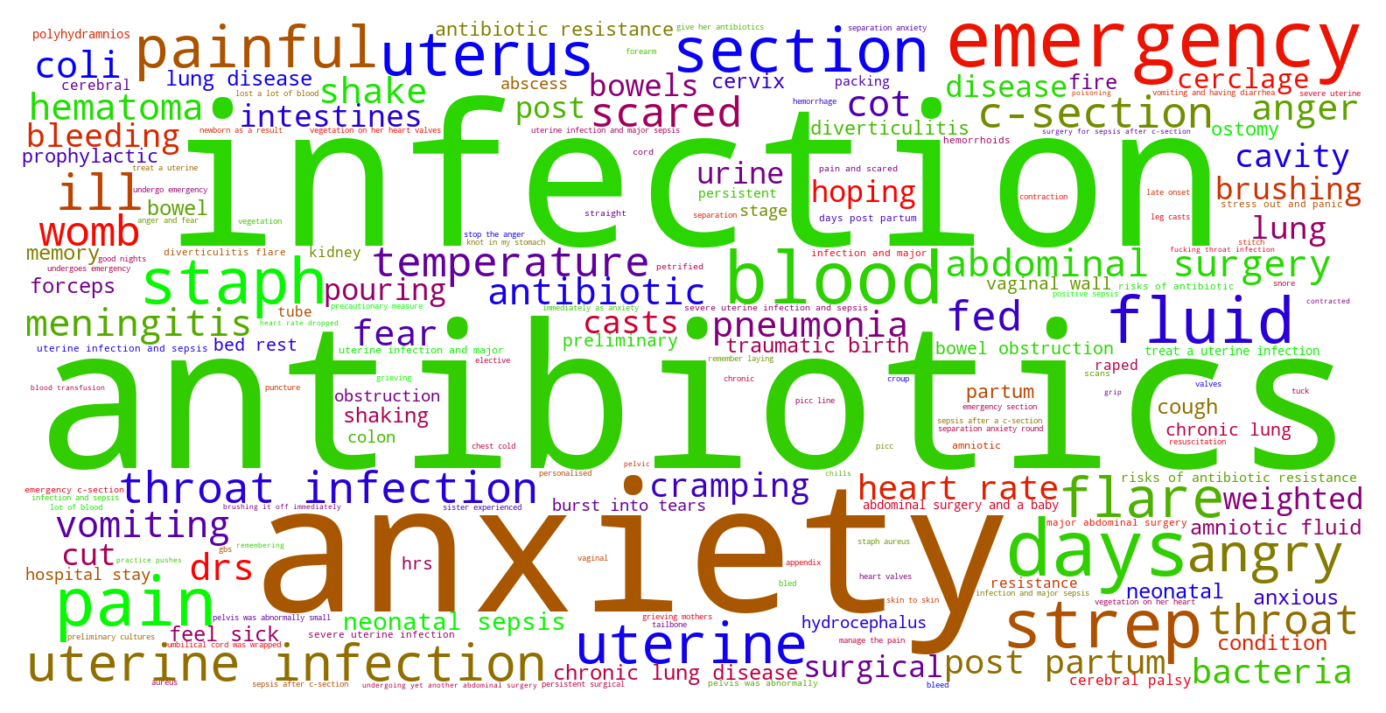 polyhydramnios
painful
uterus
antibiotic resistance
give her antibiotics
section
separation anxiety
emergency
coli
lung disease
forearm
cerebral
lost a lot of blood
shake
abscess
bowels
cervix
packing
disease
fire
cerclage
poisoning
vomiting and having diarrhea
severe uterine
hematoma
intestines
post
scared
hemorrhage
cot
c-section
anger
bleeding
newborn as a result
vegetation on her heart valves
uterine infection and major sepsis
diverticulitis
surgery for sepsis after c-section
ostomy
hemorrhoids
prophylactic
infection
cord
cavity
treat a uterine
urine
pain and scared
ill
undergo emergency
persistent
hoping
contraction
late onset
brushing
bowel
stage
stress out and panic
womb
anger and fear
vegetation
straight
separation
days post partum
leg casts
lung
stop the anger
knot in my stomach
stitch
memory
good nights
diverticulitis flare
kidney
temperature
petrified
infection and major
blood
abdominal surgery
fucking throat infection
undergoes emergency
staph
forceps
pouring
antibiotic
vaginal wall
risks of antibiotic
snore
positive sepsis
precautionary measure
tube
immediately as anxiety
severe uterine infection and sepsis
contracted
meningitis
heart rate dropped
fear
casts
pneumonia
fed
fluid
uterine infection and sepsis
bed rest
uterine infection and major
preliminary
traumatic birth
bowel obstruction
treat a uterine infection
elective
remember laying
raped
scans
blood transfusion
puncture
grieving
chronic
croup
valves
antibiotics
obstruction
picc line
partum
grip
tuck
emergency section
shaking
cough
sepsis after a c-section
separation anxiety round
chronic lung
colon
chest cold
picc
amniotic
resuscitation
pelvic
personalised
chills
emergency c-section
throat infection
cramping
heart rate
flare
risks of antibiotic resistance
infection and sepsis
weighted
lot of blood
brushing it off immediately
sister experienced
burst into tears
abdominal surgery and a baby
vomiting
major abdominal surgery
amniotic fluid
gbs
remembering
anxiety
staph aureus
days
angry
cut
practice pushes
drs
hrs
vaginal
appendix
hospital stay
heart valves
bled
resistance
infection and major sepsis
neonatal
anxious
pain
skin to skin
vegetation on her heart
pelvis was abnormally small
neonatal sepsis
grieving mothers
tailbone
hydrocephalus
strep
throat
preliminary cultures
feel sick
severe uterine infection
umbilical cord was wrapped
uterine
manage the pain
condition
uterine infection
chronic lung disease
surgical
post partum
bacteria
cerebral palsy
aureus
sepsis after c-section
undergoing yet another abdominal surgery
persistent surgical
pelvis was abnormally
bleed